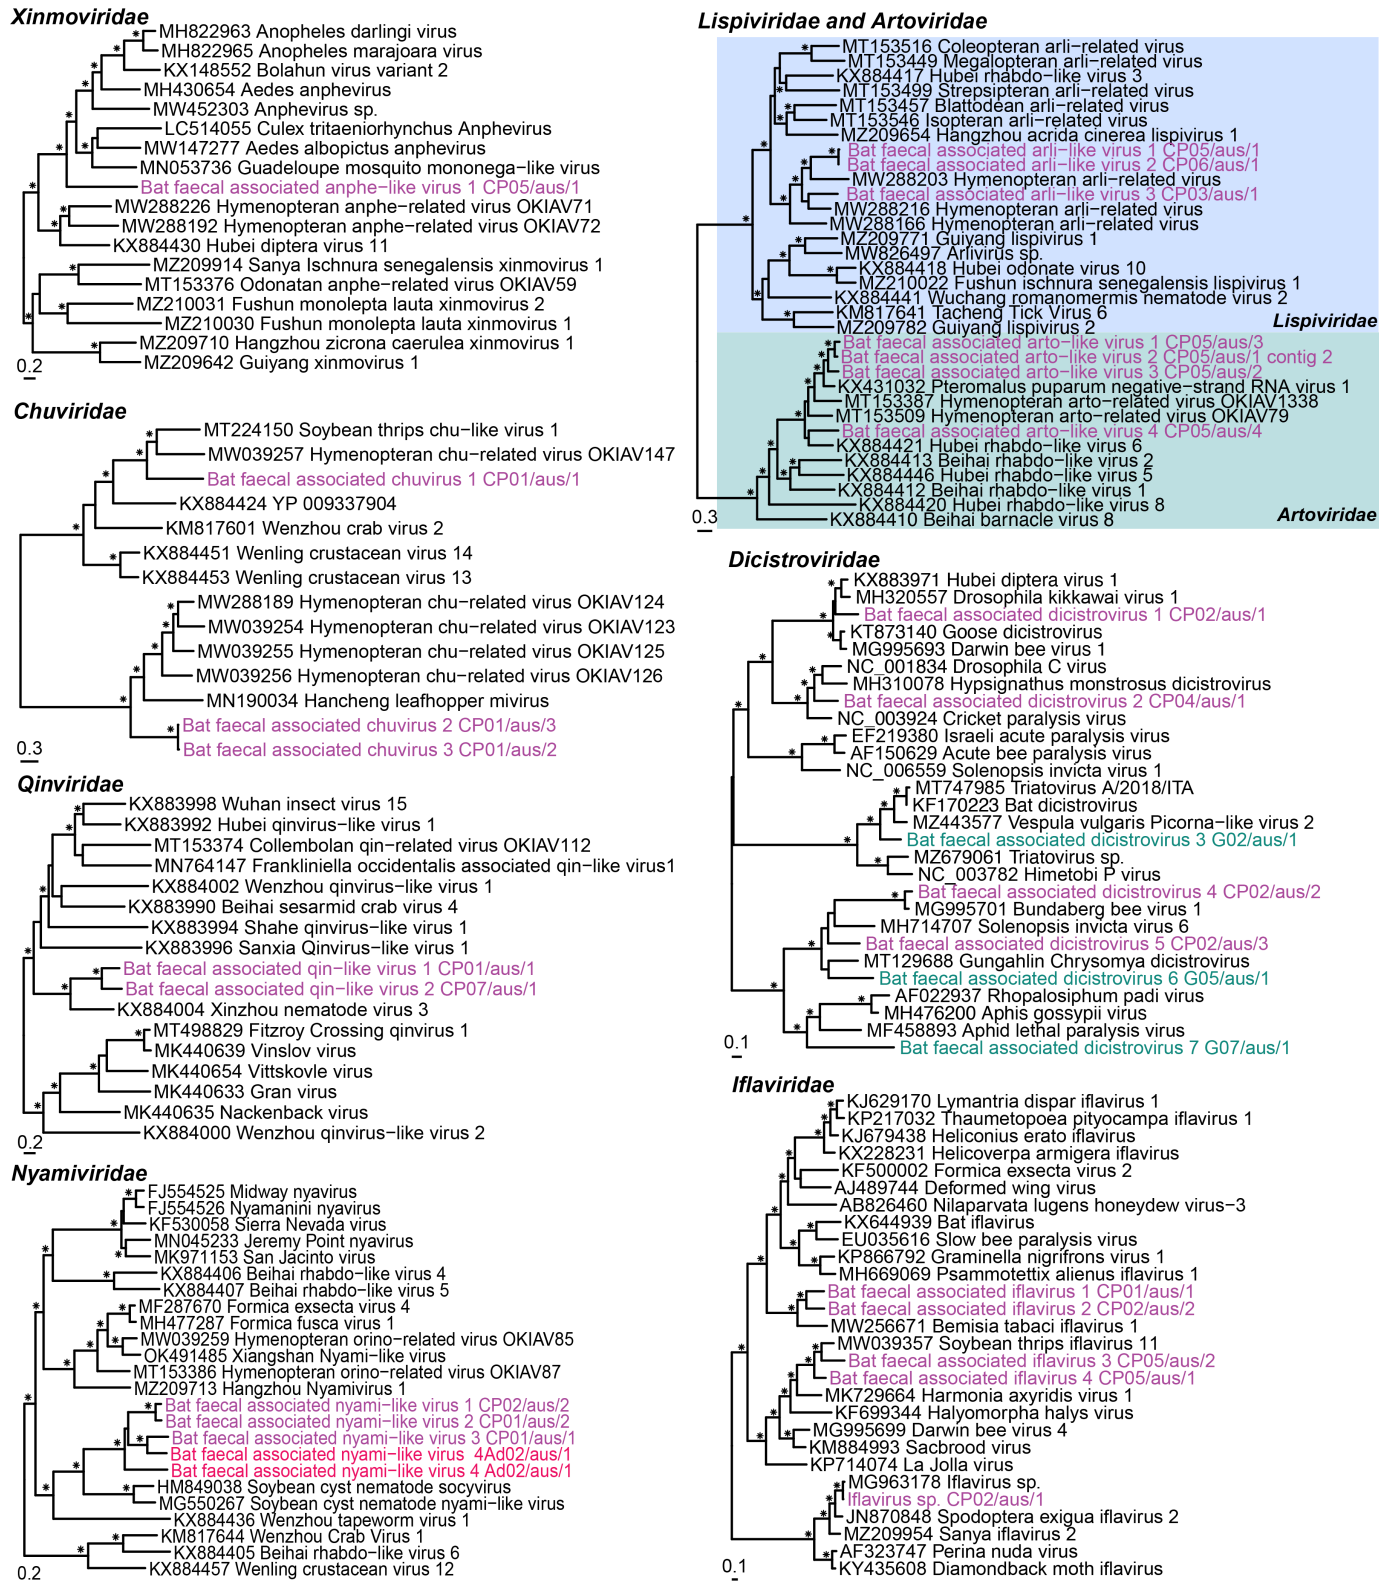 Xinmoviridae
MH822963 Anopheles darlingi virus
MH822965 Anopheles marajoara virus
KX148552 Bolahun virus variant 2
MH430654 Aedes anphevirus
MW452303 Anphevirus sp.
LC514055 Culex tritaeniorhynchus Anphevirus
MW147277 Aedes albopictus anphevirus
MN053736 Guadeloupe mosquito mononega−like virus
Bat faecal associated anphe−like virus 1 CP05/aus/1
MW288226 Hymenopteran anphe−related virus OKIAV71
MW288192 Hymenopteran anphe−related virus OKIAV72
KX884430 Hubei diptera virus 11
MZ209914 Sanya Ischnura senegalensis xinmovirus 1
MT153376 Odonatan anphe−related virus OKIAV59
MZ210031 Fushun monolepta lauta xinmovirus 2
MZ210030 Fushun monolepta lauta xinmovirus 1
MZ209710 Hangzhou zicrona caerulea xinmovirus 1
MZ209642 Guiyang xinmovirus 1
0.2
Chuviridae
MT224150 Soybean thrips chu−like virus 1
MW039257 Hymenopteran chu−related virus OKIAV147
Bat faecal associated chuvirus 1 CP01/aus/1
KX884424 YP 009337904
KM817601 Wenzhou crab virus 2
KX884451 Wenling crustacean virus 14
KX884453 Wenling crustacean virus 13
MW288189 Hymenopteran chu−related virus OKIAV124
MW039254 Hymenopteran chu−related virus OKIAV123
MW039255 Hymenopteran chu−related virus OKIAV125
MW039256 Hymenopteran chu−related virus OKIAV126
MN190034 Hancheng leafhopper mivirus
Bat faecal associated chuvirus 2 CP01/aus/3
Bat faecal associated chuvirus 3 CP01/aus/2
0.3
Qinviridae
KX883998 Wuhan insect virus 15
KX883992 Hubei qinvirus−like virus 1
MT153374 Collembolan qin−related virus OKIAV112
MN764147 Frankliniella occidentalis associated qin−like virus1
KX884002 Wenzhou qinvirus−like virus 1
KX883990 Beihai sesarmid crab virus 4
KX883994 Shahe qinvirus−like virus 1
KX883996 Sanxia Qinvirus−like virus 1
Bat faecal associated qin−like virus 1 CP01/aus/1
Bat faecal associated qin−like virus 2 CP07/aus/1
KX884004 Xinzhou nematode virus 3
MT498829 Fitzroy Crossing qinvirus 1
MK440639 Vinslov virus
MK440654 Vittskovle virus
MK440633 Gran virus
MK440635 Nackenback virus
KX884000 Wenzhou qinvirus−like virus 2
0.2
Nyamiviridae
FJ554525 Midway nyavirus
FJ554526 Nyamanini nyavirus
KF530058 Sierra Nevada virus
MN045233 Jeremy Point nyavirus
MK971153 San Jacinto virus
KX884406 Beihai rhabdo−like virus 4
KX884407 Beihai rhabdo−like virus 5
MF287670 Formica exsecta virus 4
MH477287 Formica fusca virus 1
MW039259 Hymenopteran orino−related virus OKIAV85
OK491485 Xiangshan Nyami−like virus
MT153386 Hymenopteran orino−related virus OKIAV87
MZ209713 Hangzhou Nyamivirus 1
Bat faecal associated nyami−like virus 1 CP02/aus/2
Bat faecal associated nyami−like virus 2 CP01/aus/2
Bat faecal associated nyami−like virus 3 CP01/aus/1
Bat faecal associated nyami−like virus 4Ad02/aus/1
Bat faecal associated nyami−like virus 4 Ad02/aus/1
HM849038 Soybean cyst nematode socyvirus
MG550267 Soybean cyst nematode nyami−like virus
KX884436 Wenzhou tapeworm virus 1
KM817644 Wenzhou Crab Virus 1
KX884405 Beihai rhabdo−like virus 6
KX884457 Wenling crustacean virus 12
0.2
Lispiviridae and Artoviridae
MT153516 Coleopteran arli−related virus
MT153449 Megalopteran arli−related virus
KX884417 Hubei rhabdo−like virus 3
MT153499 Strepsipteran arli−related virus
MT153457 Blattodean arli−related virus
MT153546 Isopteran arli−related virus
MZ209654 Hangzhou acrida cinerea lispivirus 1
Bat faecal associated arli−like virus 1 CP05/aus/1
Bat faecal associated arli−like virus 2 CP06/aus/1
MW288203 Hymenopteran arli−related virus
Bat faecal associated arli−like virus 3 CP03/aus/1
MW288216 Hymenopteran arli−related virus
MW288166 Hymenopteran arli−related virus
MZ209771 Guiyang lispivirus 1
MW826497 Arlivirus sp.
KX884418 Hubei odonate virus 10
MZ210022 Fushun ischnura senegalensis lispivirus 1
KX884441 Wuchang romanomermis nematode virus 2
KM817641 Tacheng Tick Virus 6
MZ209782 Guiyang lispivirus 2
Lispiviridae
Bat faecal associated arto−like virus 1 CP05/aus/3
Bat faecal associated arto−like virus 2 CP05/aus/1 contig 2
Bat faecal associated arto−like virus 3 CP05/aus/2
KX431032 Pteromalus puparum negative−strand RNA virus 1
MT153387 Hymenopteran arto−related virus OKIAV1338
MT153509 Hymenopteran arto−related virus OKIAV79
Bat faecal associated arto−like virus 4 CP05/aus/4
KX884421 Hubei rhabdo−like virus 6
KX884413 Beihai rhabdo−like virus 2
KX884446 Hubei rhabdo−like virus 5
KX884412 Beihai rhabdo−like virus 1
KX884420 Hubei rhabdo−like virus 8
KX884410 Beihai barnacle virus 8
Artoviridae
0.3
Dicistroviridae
KX883971 Hubei diptera virus 1
MH320557 Drosophila kikkawai virus 1
Bat faecal associated dicistrovirus 1 CP02/aus/1
KT873140 Goose dicistrovirus
MG995693 Darwin bee virus 1
NC_001834 Drosophila C virus
MH310078 Hypsignathus monstrosus dicistrovirus
Bat faecal associated dicistrovirus 2 CP04/aus/1
NC_003924 Cricket paralysis virus
EF219380 Israeli acute paralysis virus
AF150629 Acute bee paralysis virus
NC_006559 Solenopsis invicta virus 1
MT747985 Triatovirus A/2018/ITA
KF170223 Bat dicistrovirus
MZ443577 Vespula vulgaris Picorna−like virus 2
Bat faecal associated dicistrovirus 3 G02/aus/1
MZ679061 Triatovirus sp.
NC_003782 Himetobi P virus
Bat faecal associated dicistrovirus 4 CP02/aus/2
MG995701 Bundaberg bee virus 1
MH714707 Solenopsis invicta virus 6
Bat faecal associated dicistrovirus 5 CP02/aus/3
MT129688 Gungahlin Chrysomya dicistrovirus
Bat faecal associated dicistrovirus 6 G05/aus/1
AF022937 Rhopalosiphum padi virus
MH476200 Aphis gossypii virus
MF458893 Aphid lethal paralysis virus
Bat faecal associated dicistrovirus 7 G07/aus/1
0.1
Iflaviridae
KJ629170 Lymantria dispar iflavirus 1
KP217032 Thaumetopoea pityocampa iflavirus 1
KJ679438 Heliconius erato iflavirus
KX228231 Helicoverpa armigera iflavirus
KF500002 Formica exsecta virus 2
AJ489744 Deformed wing virus
AB826460 Nilaparvata lugens honeydew virus−3
KX644939 Bat iflavirus
EU035616 Slow bee paralysis virus
KP866792 Graminella nigrifrons virus 1
MH669069 Psammotettix alienus iflavirus 1
Bat faecal associated iflavirus 1 CP01/aus/1
Bat faecal associated iflavirus 2 CP02/aus/2
MW256671 Bemisia tabaci iflavirus 1
MW039357 Soybean thrips iflavirus 11
Bat faecal associated iflavirus 3 CP05/aus/2
Bat faecal associated iflavirus 4 CP05/aus/1
MK729664 Harmonia axyridis virus 1
KF699344 Halyomorpha halys virus
MG995699 Darwin bee virus 4
KM884993 Sacbrood virus
KP714074 La Jolla virus
MG963178 Iflavirus sp.
Iflavirus sp. CP02/aus/1
JN870848 Spodoptera exigua iflavirus 2
MZ209954 Sanya iflavirus 2
AF323747 Perina nuda virus
KY435608 Diamondback moth iflavirus
0.1